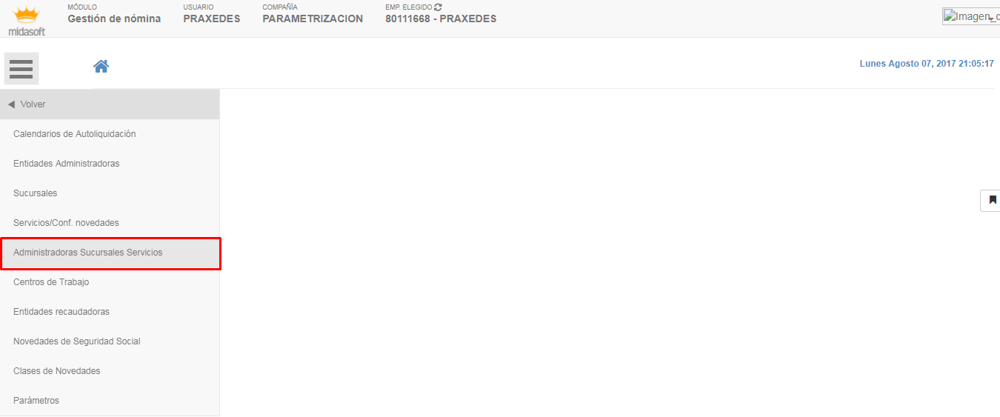 midasoft
MÓDULO
Gestión de nómina
USUARIO
PRAXEDES
COMPAÑÍA
PARAMETRIZACION
EMP. ELEGIDO
80111668 - PRAXEDES
Imagen_c
Lunes Agosto 07, 2017 21:05:17
Volver
Calendarios de Autoliquidación
Entidades Administradoras
Sucursales
Servicios/Conf. novedades
Administradoras Sucursales Servicios
Centros de Trabajo
Entidades recaudadoras
Novedades de Seguridad Social
Clases de Novedades
Parámetros